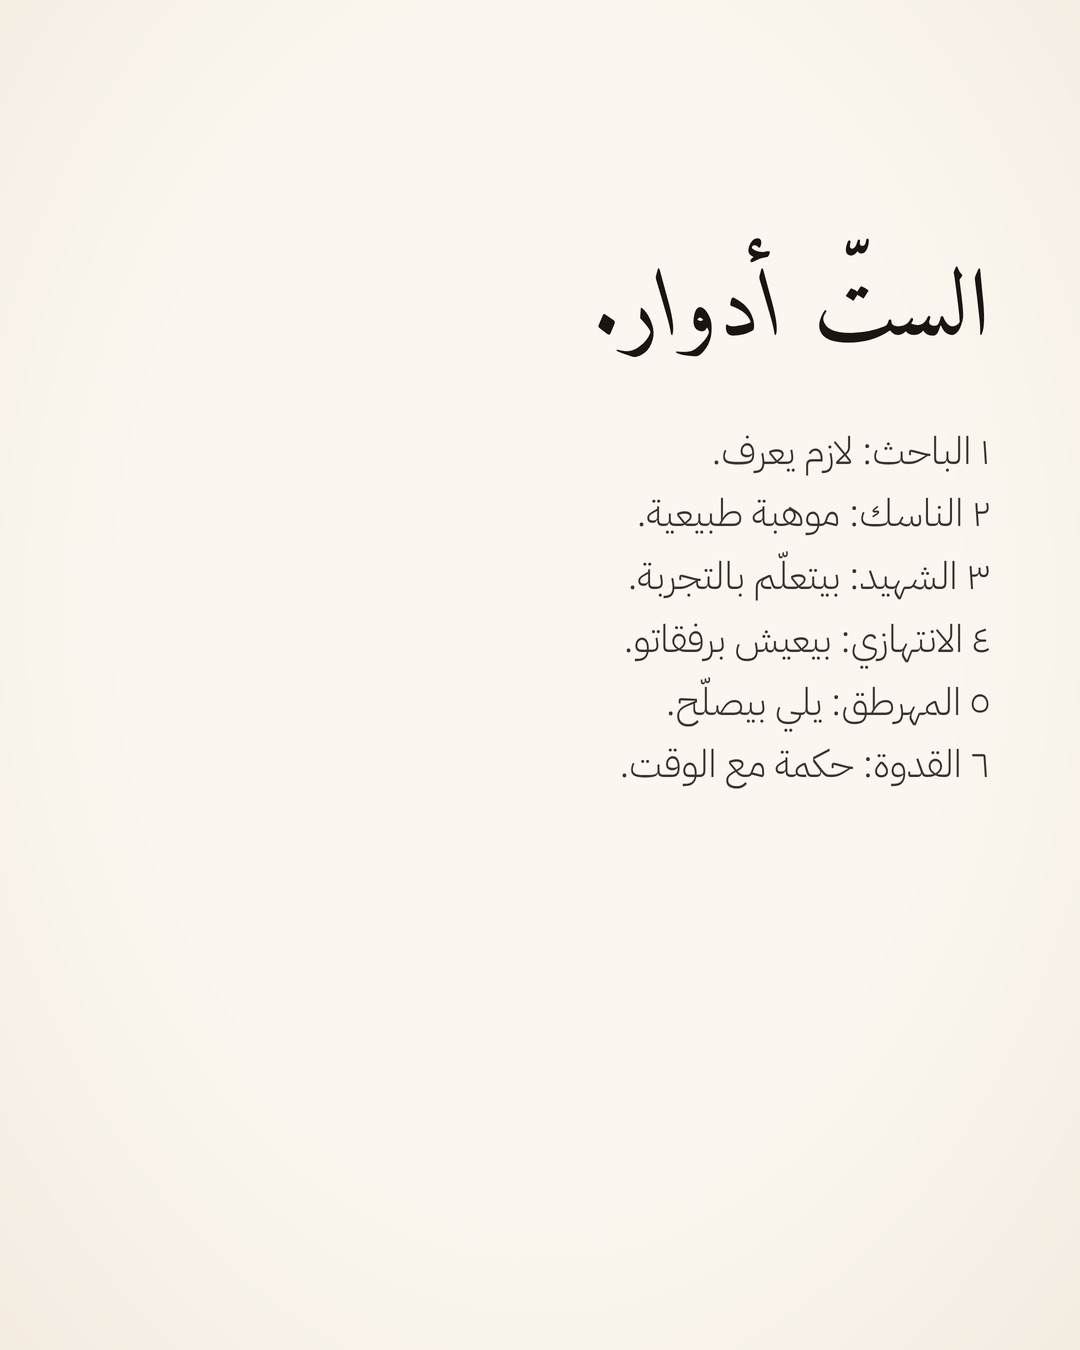 الستّ أدوار.
١ الباحث: لازم يعرف.
٢ الناسك: موهبة طبيعية.
٣ الشهيد: بيتعلّم بالتجربة.
٤ الانتهازي: بيعيش برفقاتو.
٥ المهرطق: يلي بيصلّح.
٦ القدوة: حكمة مع الوقت.